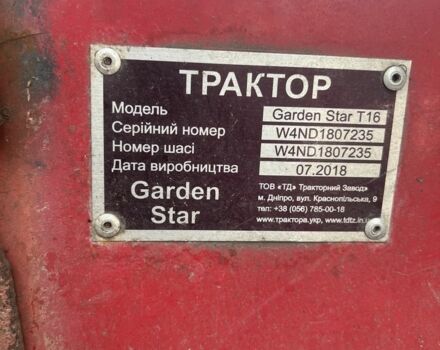 ТРАКТОР
Модель Garden Star T16
Серійний номер W4ND1807235
Номер шасі W4ND1807235
Дата виробництва 07.2018
Garden Star
ТОВ «ТД» Тракторний Завод»
м. Дніпро, вул. Краснопільська, 9
тел: +38 (056) 785-00-18
www.трактора.укр, www.tdtz.in.ua